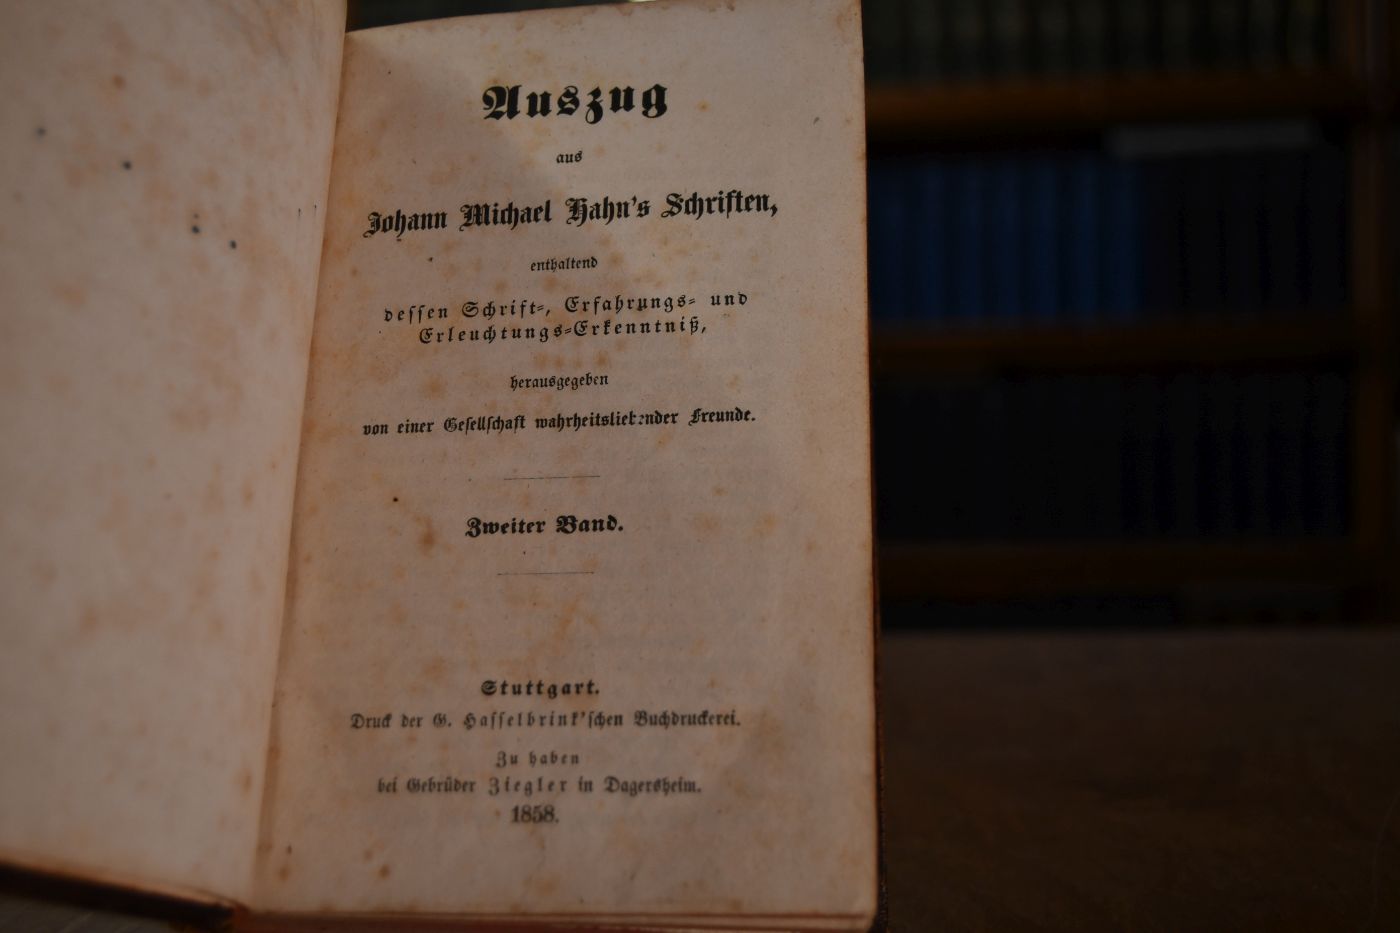 Auszug
aus
Johann Michael Hahn's Schriften,
enthaltend
dessen Schrift-, Erfahrungs- und
Erleuchtungs-Erkenntniß,
herausgegeben
von einer Gesellschaft wahrheitsliebender Freunde.
Zweiter Band.
Stuttgart.
Druck der G. Hasselbrink'schen Buchdruckerei.
Zu haben
bei Gebrüder Ziegler in Dagersheim.
1858.